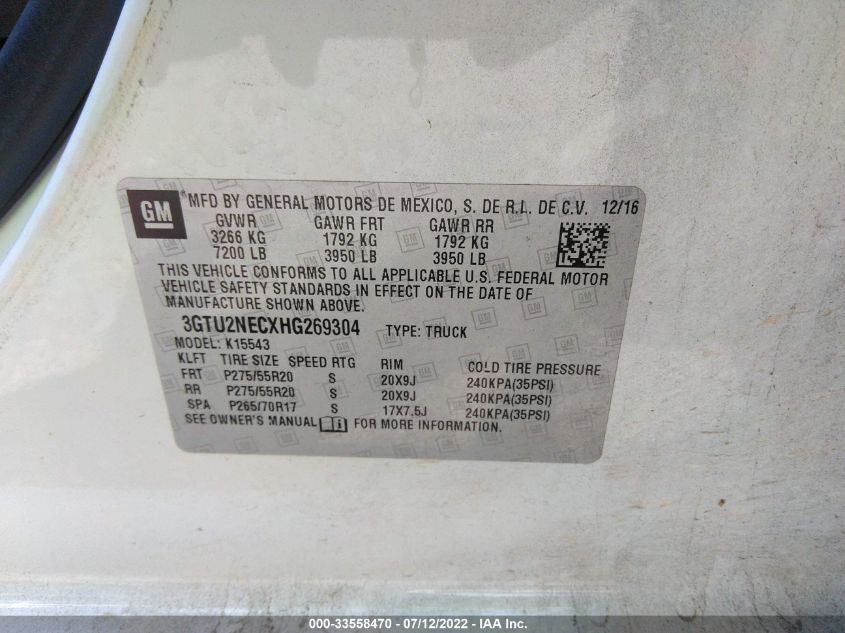 GM
MFD BY GENERAL MOTORS DE MEXICO, S. DE R.L. DE C.V. 12/16
GVWR GAWR FRT GAWR RR
3266 KG 1792 KG 1792 KG
7200 LB 3950 LB 3950 LB
THIS VEHICLE CONFORMS TO ALL APPLICABLE U.S. FEDERAL MOTOR
VEHICLE SAFETY STANDARDS IN EFFECT ON THE DATE OF
MANUFACTURE SHOWN ABOVE.
3GTU2NECXHG269304 TYPE: TRUCK
MODEL: K15543
KLFT TIRE SIZE SPEED RTG RIM COLD TIRE PRESSURE
FRT P275/55R20 S 20X9J 240KPA(35PSI)
RR P275/55R20 S 20X9J 240KPA(35PSI)
SPA P265/70R17 S 17X7.5J 240KPA(35PSI)
SEE OWNER'S MANUAL i FOR MORE INFORMATION.
000-33558470 - 07/12/2022 - IAA Inc.